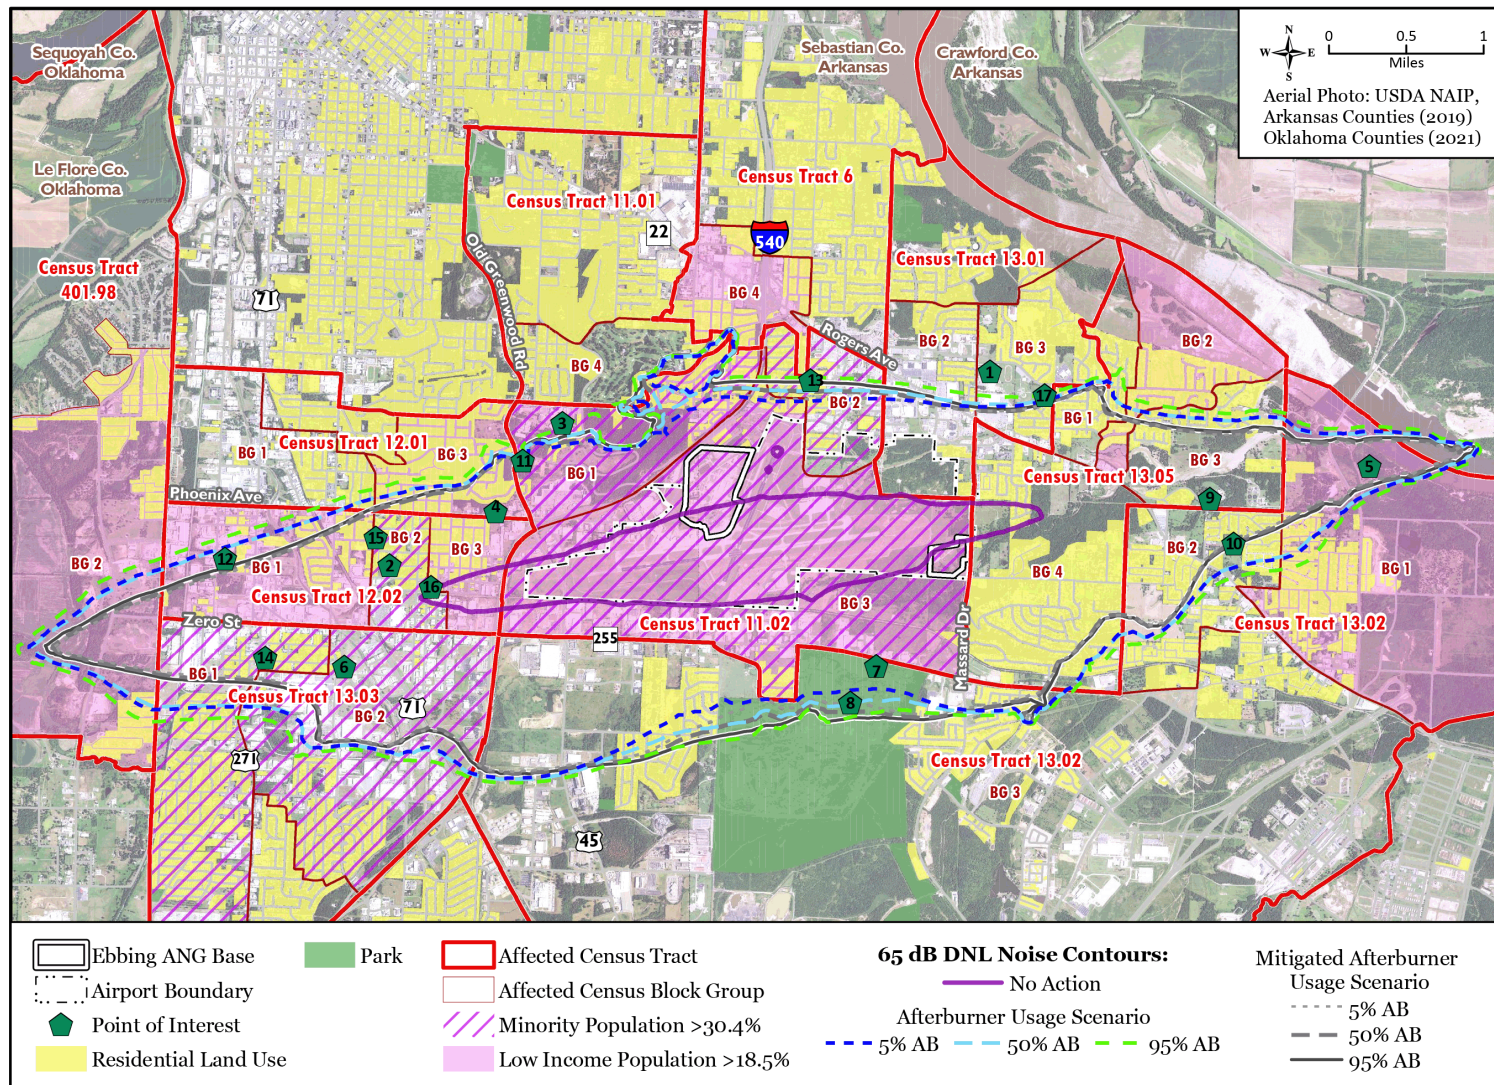 Sequoyah Co.
Oklahoma
Sebastian Co.
Arkansas
Crawford Co.
Arkansas
N
W E
S
0 0.5 1
Miles
Aerial Photo: USDA NAIP,
Arkansas Counties (2019)
Oklahoma Counties (2021)
Le Flore Co.
Oklahoma
Census Tract 6
Census Tract 11.01
22
540
Census Tract
401.98
71
Old Greenwood Rd
Census Tract 13.01
BG 4
Rogers Ave
BG 2
BG 3
BG 2
BG 4
1
13
17
BG 2
BG 1
3
Census Tract 12.01
BG 1
BG 3
11
BG 1
BG 3
5
Census Tract 13.05
Phoenix Ave
4
9
15
BG 2
BG 3
10
BG 2
12
BG 2
BG 1
2
BG 4
BG 1
16
Census Tract 12.02
BG 3
Zero St
255
Census Tract 11.02
Massard Dr
Census Tract 13.02
14
6
7
BG 1
Census Tract 13.03
8
BG 2
71
271
Census Tract 13.02
BG 3
45
Ebbing ANG Base
Airport Boundary
Point of Interest
Residential Land Use
Park
Affected Census Tract
Affected Census Block Group
Minority Population >30.4%
Low Income Population >18.5%
65 dB DNL Noise Contours:
No Action
Afterburner Usage Scenario
5% AB 50% AB 95% AB
Mitigated Afterburner
Usage Scenario
5% AB
50% AB
95% AB